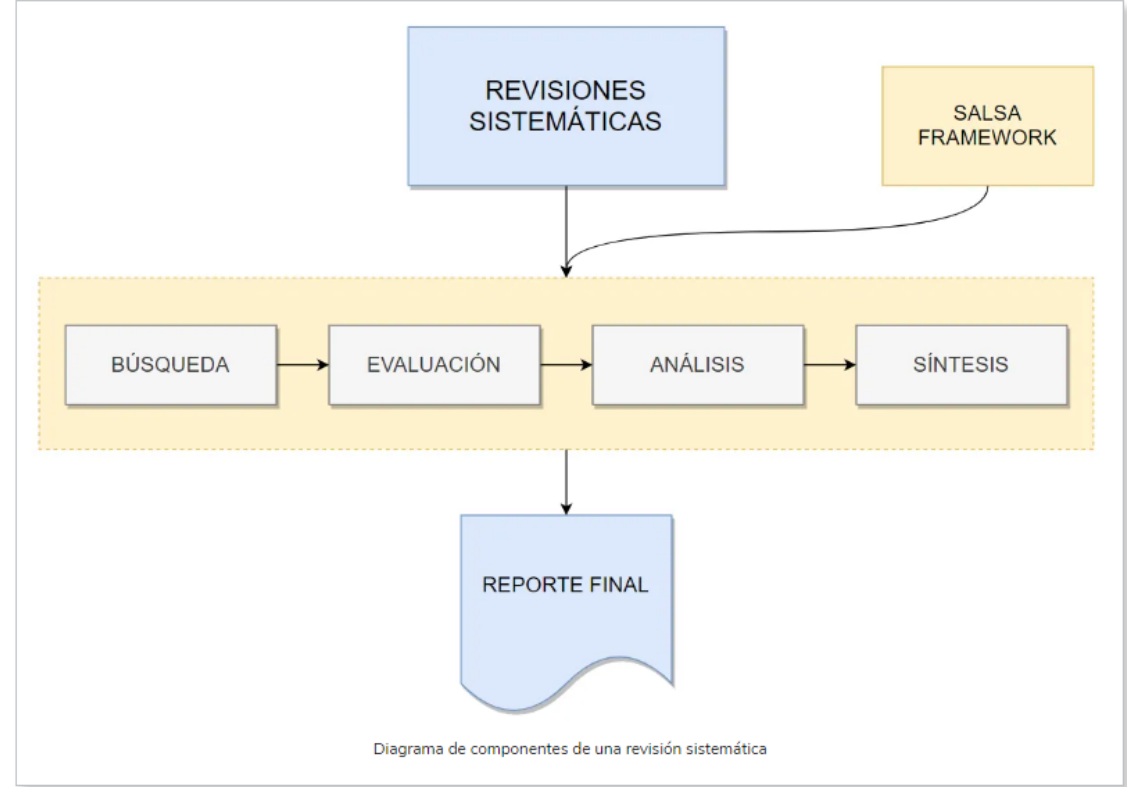 REVISIONES
SISTEMÁTICAS
SALSA
FRAMEWORK
BÚSQUEDA
EVALUACIÓN
ANÁLISIS
SÍNTESIS
REPORTE FINAL
Diagrama de componentes de una revisión sistemática